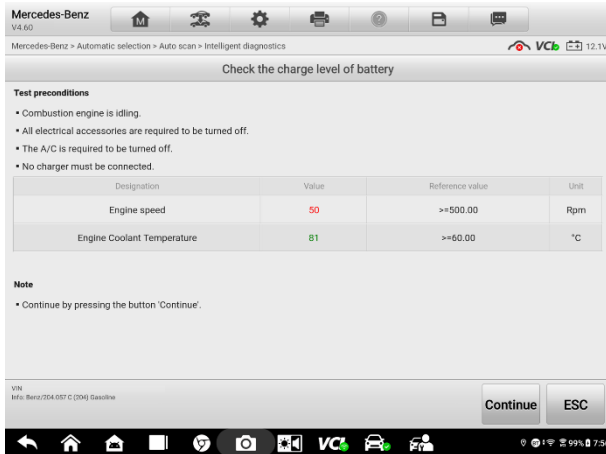 Mercedes-Benz
V4.60
M
?
Mercedes-Benz > Automatic selection > Auto scan > Intelligent diagnostics
VCI 12.1V
Check the charge level of battery
Test preconditions
▪ Combustion engine is idling.
▪ All electrical accessories are required to be turned off.
▪ The A/C is required to be turned off.
▪ No charger must be connected.
Designation Value Reference value Unit
Engine speed 50 >=500.00 Rpm
Engine Coolant Temperature 81 >=60.00 °C
Note
▪ Continue by pressing the button 'Continue'.
VIN
Info: Benz/204.057 C (204) Gasoline
Continue ESC
VCI 99% 7:5